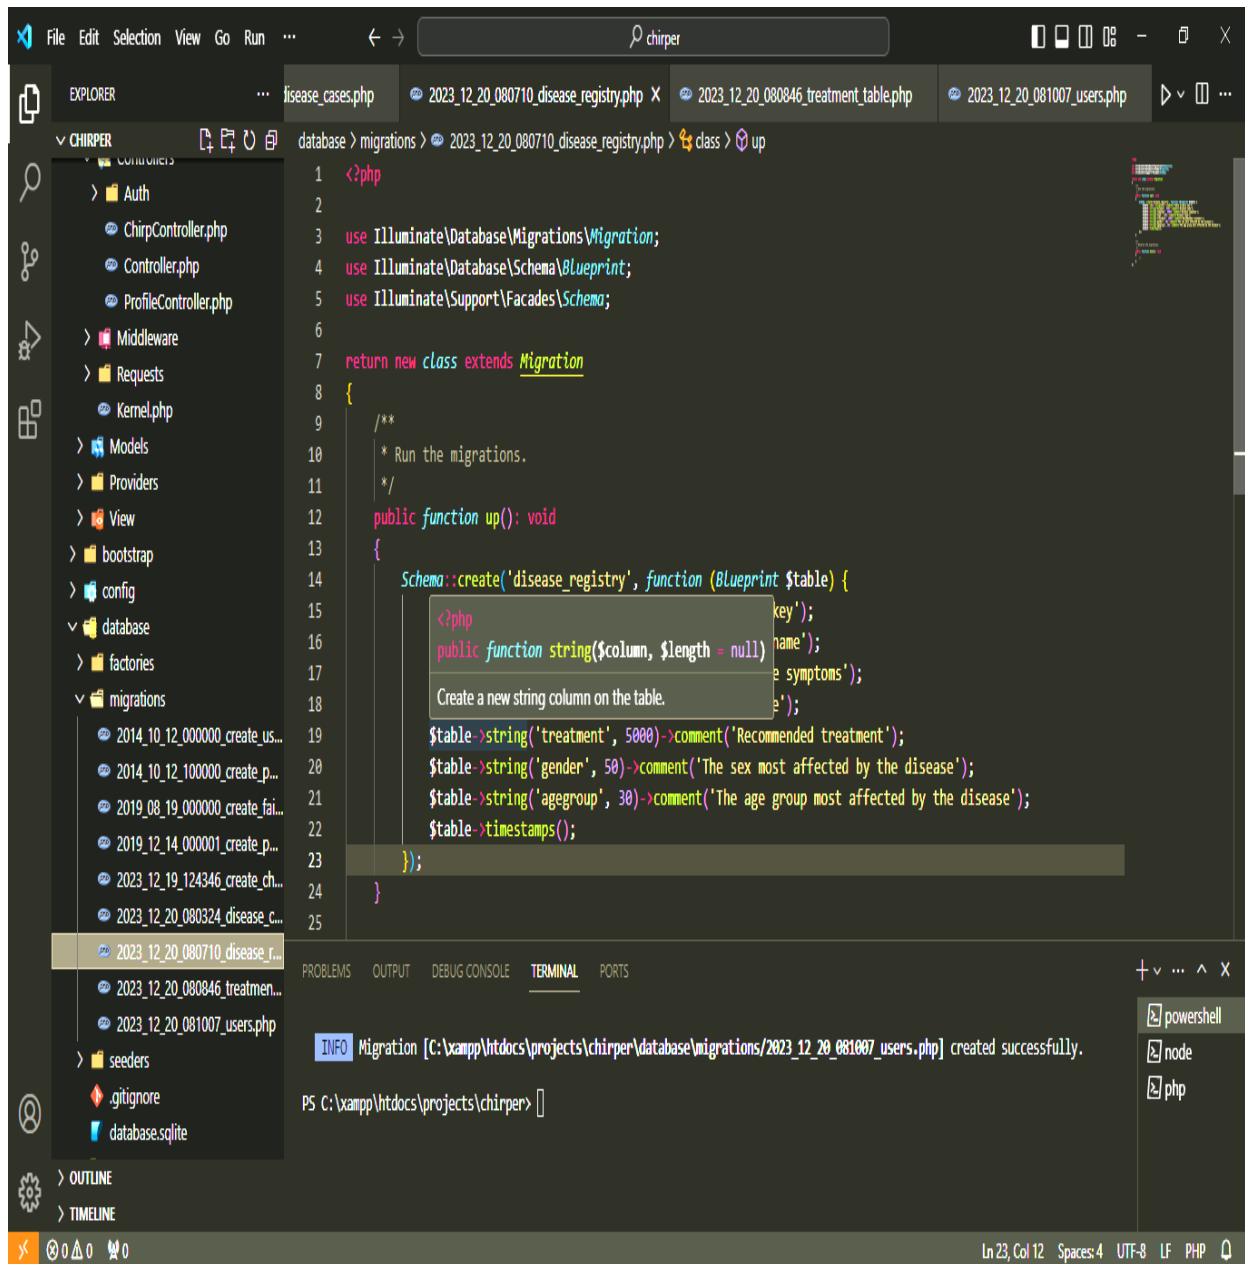 File Edit Selection View Go Run ···
chirper
EXPLORER ···
disease_cases.php
2023_12_20_080710_disease_registry.php X
2023_12_20_080846_treatment_table.php
2023_12_20_081007_users.php
CHIRPER
Controllers
Auth
ChirpController.php
Controller.php
ProfileController.php
Middleware
Requests
Kernel.php
Models
Providers
View
bootstrap
config
database
factories
migrations
2014_10_12_000000_create_us...
2014_10_12_100000_create_p...
2019_08_19_000000_create_fai...
2019_12_14_000001_create_p...
2023_12_19_124346_create_ch...
2023_12_20_080324_disease_c...
2023_12_20_080710_disease_r...
2023_12_20_080846_treatmen...
2023_12_20_081007_users.php
seeders
.gitignore
database.sqlite
OUTLINE
TIMELINE
database > migrations > 2023_12_20_080710_disease_registry.php > class > up
1 <?php
2
3 use Illuminate\Database\Migrations\Migration;
4 use Illuminate\Database\Schema\Blueprint;
5 use Illuminate\Support\Facades\Schema;
6
7 return new class extends Migration
8 {
9 /**
10 * Run the migrations.
11 */
12 public function up(): void
13 {
14 Schema::create('disease_registry', function (Blueprint $table) {
15 key');
16 name');
17 e symptoms');
18 e');
<?php
public function string($column, $length = null)
Create a new string column on the table.
19 $table->string('treatment', 5000)->comment('Recommended treatment');
20 $table->string('gender', 50)->comment('The sex most affected by the disease');
21 $table->string('agegroup', 30)->comment('The age group most affected by the disease');
22 $table->timestamps();
23 });
24 }
25
PROBLEMS OUTPUT DEBUG CONSOLE TERMINAL PORTS
INFO Migration [C:\xampp\htdocs\projects\chirper\database\migrations/2023_12_20_081007_users.php] created successfully.
PS C:\xampp\htdocs\projects\chirper>
powershell
node
php
0 0 0
Ln 23, Col 12 Spaces: 4 UTF-8 LF PHP